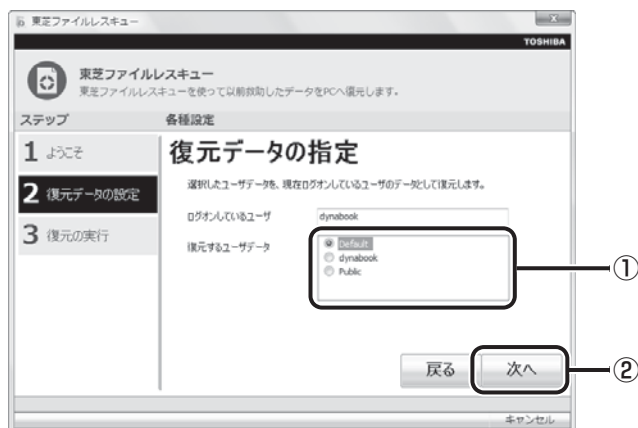 東芝ファイルレスキュー
TOSHIBA
東芝ファイルレスキュー
東芝ファイルレスキューを使って以前救助したデータをPCへ復元します。
ステップ 各種設定
1 ようこそ
2 復元データの設定
3 復元の実行
復元データの指定
選択したユーザデータを、現在ログオンしているユーザのデータとして復元します。
ログオンしているユーザ dynabook
復元するユーザデータ Default
dynabook
Public
①
戻る 次へ
②
キャンセル